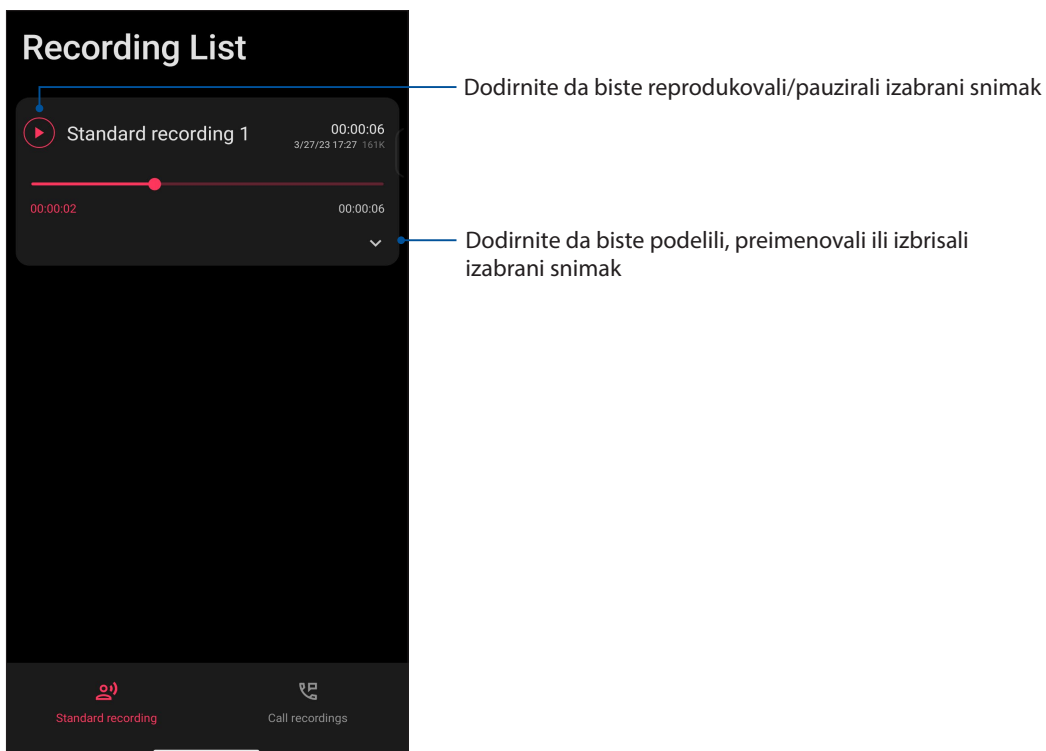 Recording List
Dodirnite da biste reprodukovali/pauzirali izabrani snimak
Standard recording 1
00:00:06
3/27/23 17:27 161K
00:00:02
00:00:06
Dodirnite da biste podelili, preimenovali ili izbrisali
izabrani snimak
Standard recording
Call recordings